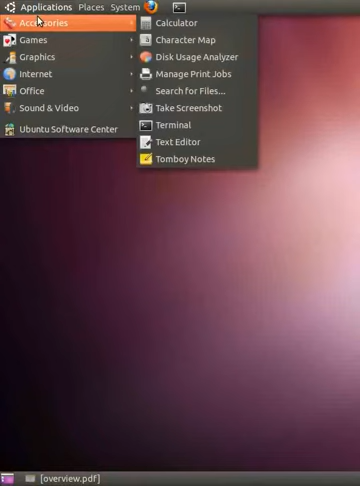 Applications Places System
Accessories
Games
Graphics
Internet
Office
Sound & Video
Ubuntu Software Center
Calculator
Character Map
Disk Usage Analyzer
Manage Print Jobs
Search for Files...
Take Screenshot
Terminal
Text Editor
Tomboy Notes
[overview.pdf]